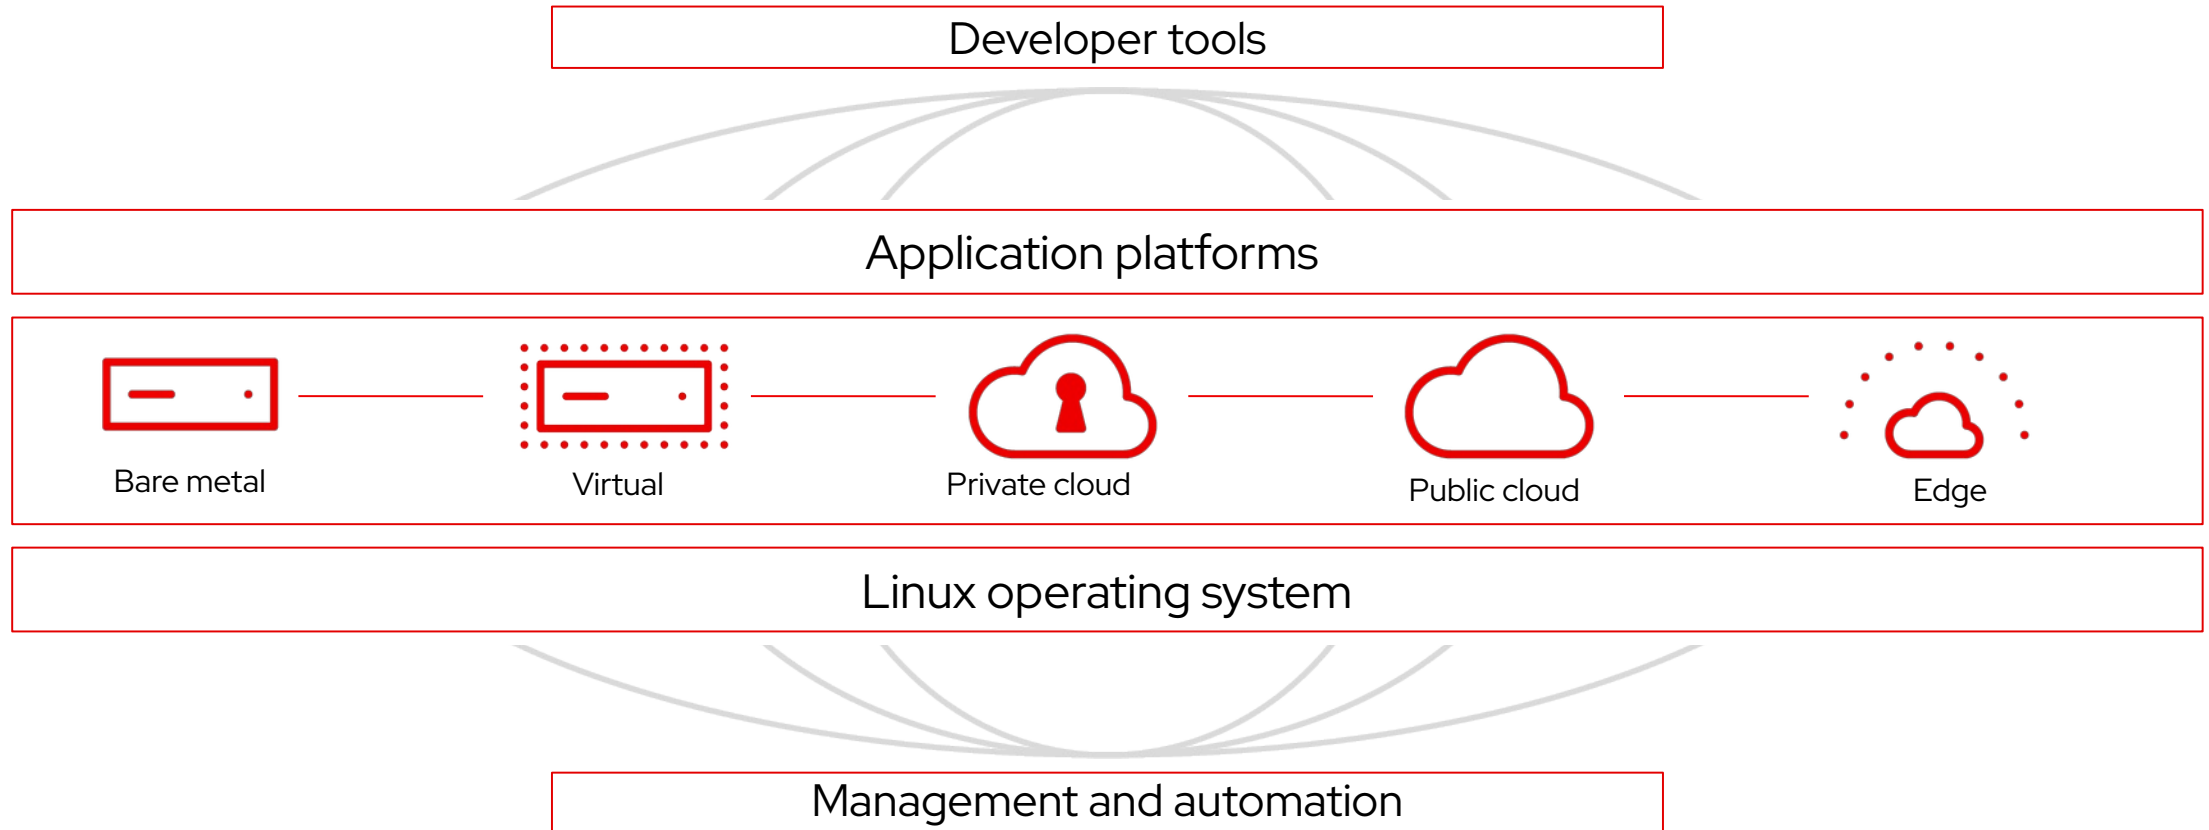 Developer tools
Application platforms
Bare metal
Virtual
Private cloud
Public cloud
Edge
Linux operating system
Management and automation